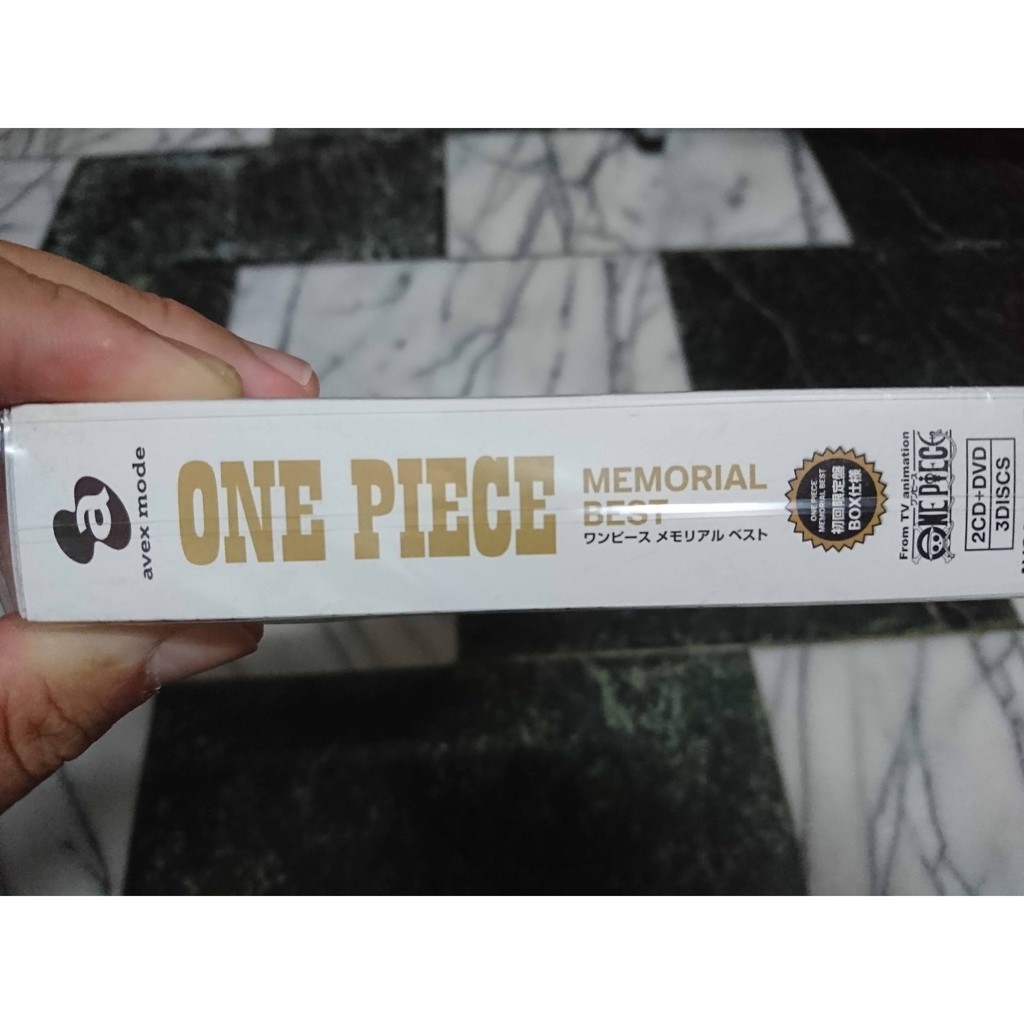 a
avex mode
ONE PIECE
MEMORIAL
BEST
ワンピース メモリアル ベスト
ONE PIECE
MEMORIAL BEST
初回限定盤
BOX仕様
From TV animation
ワンピース
ONE PIECE
2CD+DVD
3DISCS